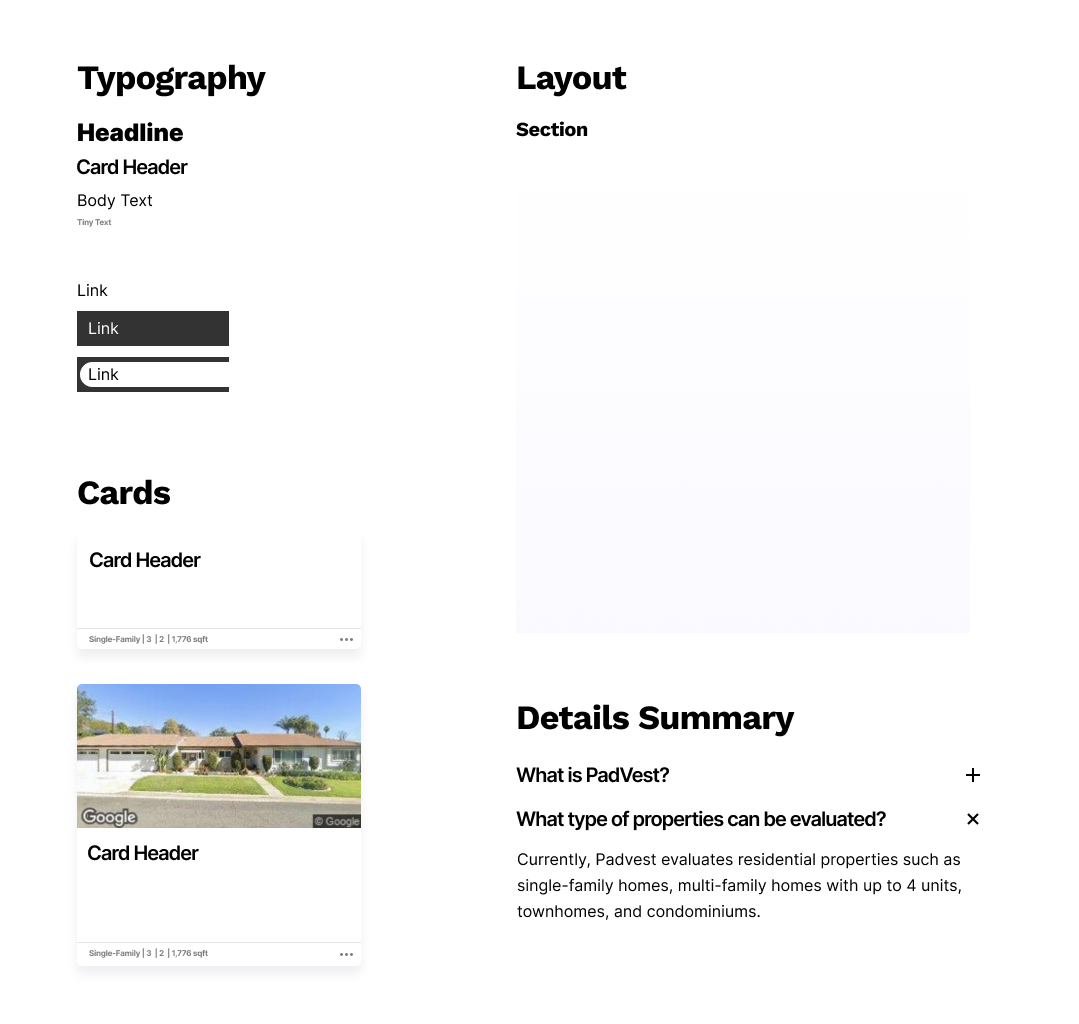 Typography
Headline
Card Header
Body Text
Tiny Text
Link
Link
Link
Cards
Card Header
Single-Family | 3 | 2 | 1,776 sqft
Google
© Google
Card Header
Single-Family | 3 | 2 | 1,776 sqft
Layout
Section
Details Summary
What is PadVest?
What type of properties can be evaluated?
Currently, Padvest evaluates residential properties such as
single-family homes, multi-family homes with up to 4 units,
townhomes, and condominiums.